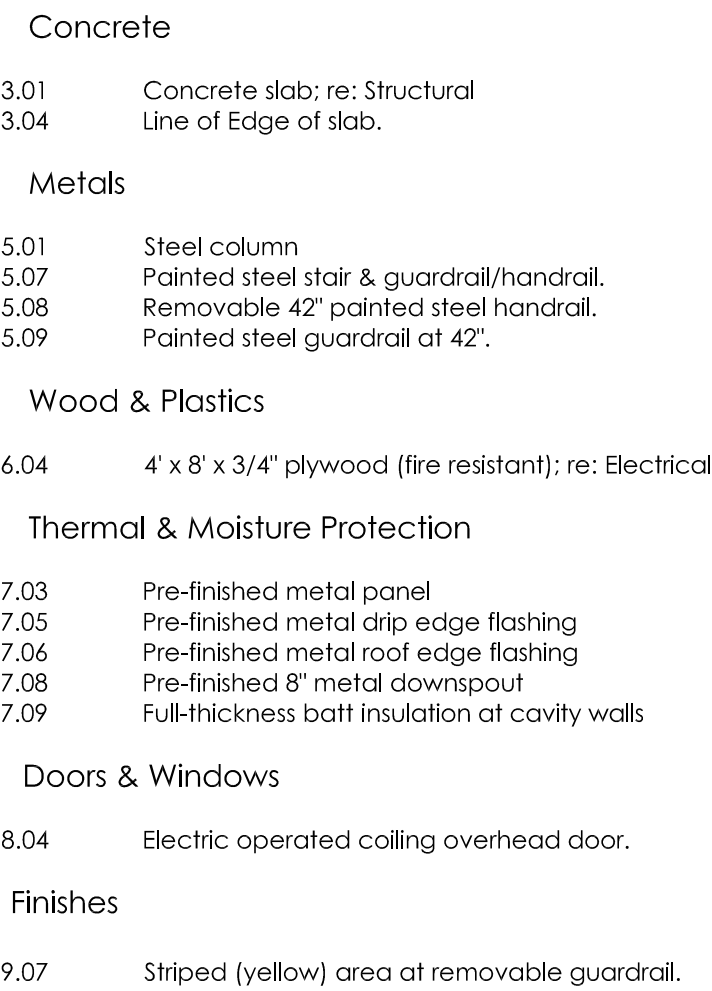 Concrete
3.01 Concrete slab; re: Structural
3.04 Line of Edge of slab.
Metals
5.01 Steel column
5.07 Painted steel stair & guardrail/handrail.
5.08 Removable 42" painted steel handrail.
5.09 Painted steel guardrail at 42".
Wood & Plastics
6.04 4' x 8' x 3/4" plywood (fire resistant); re: Electrical
Thermal & Moisture Protection
7.03 Pre-finished metal panel
7.05 Pre-finished metal drip edge flashing
7.06 Pre-finished metal roof edge flashing
7.08 Pre-finished 8" metal downspout
7.09 Full-thickness batt insulation at cavity walls
Doors & Windows
8.04 Electric operated coiling overhead door.
Finishes
9.07 Striped (yellow) area at removable guardrail.